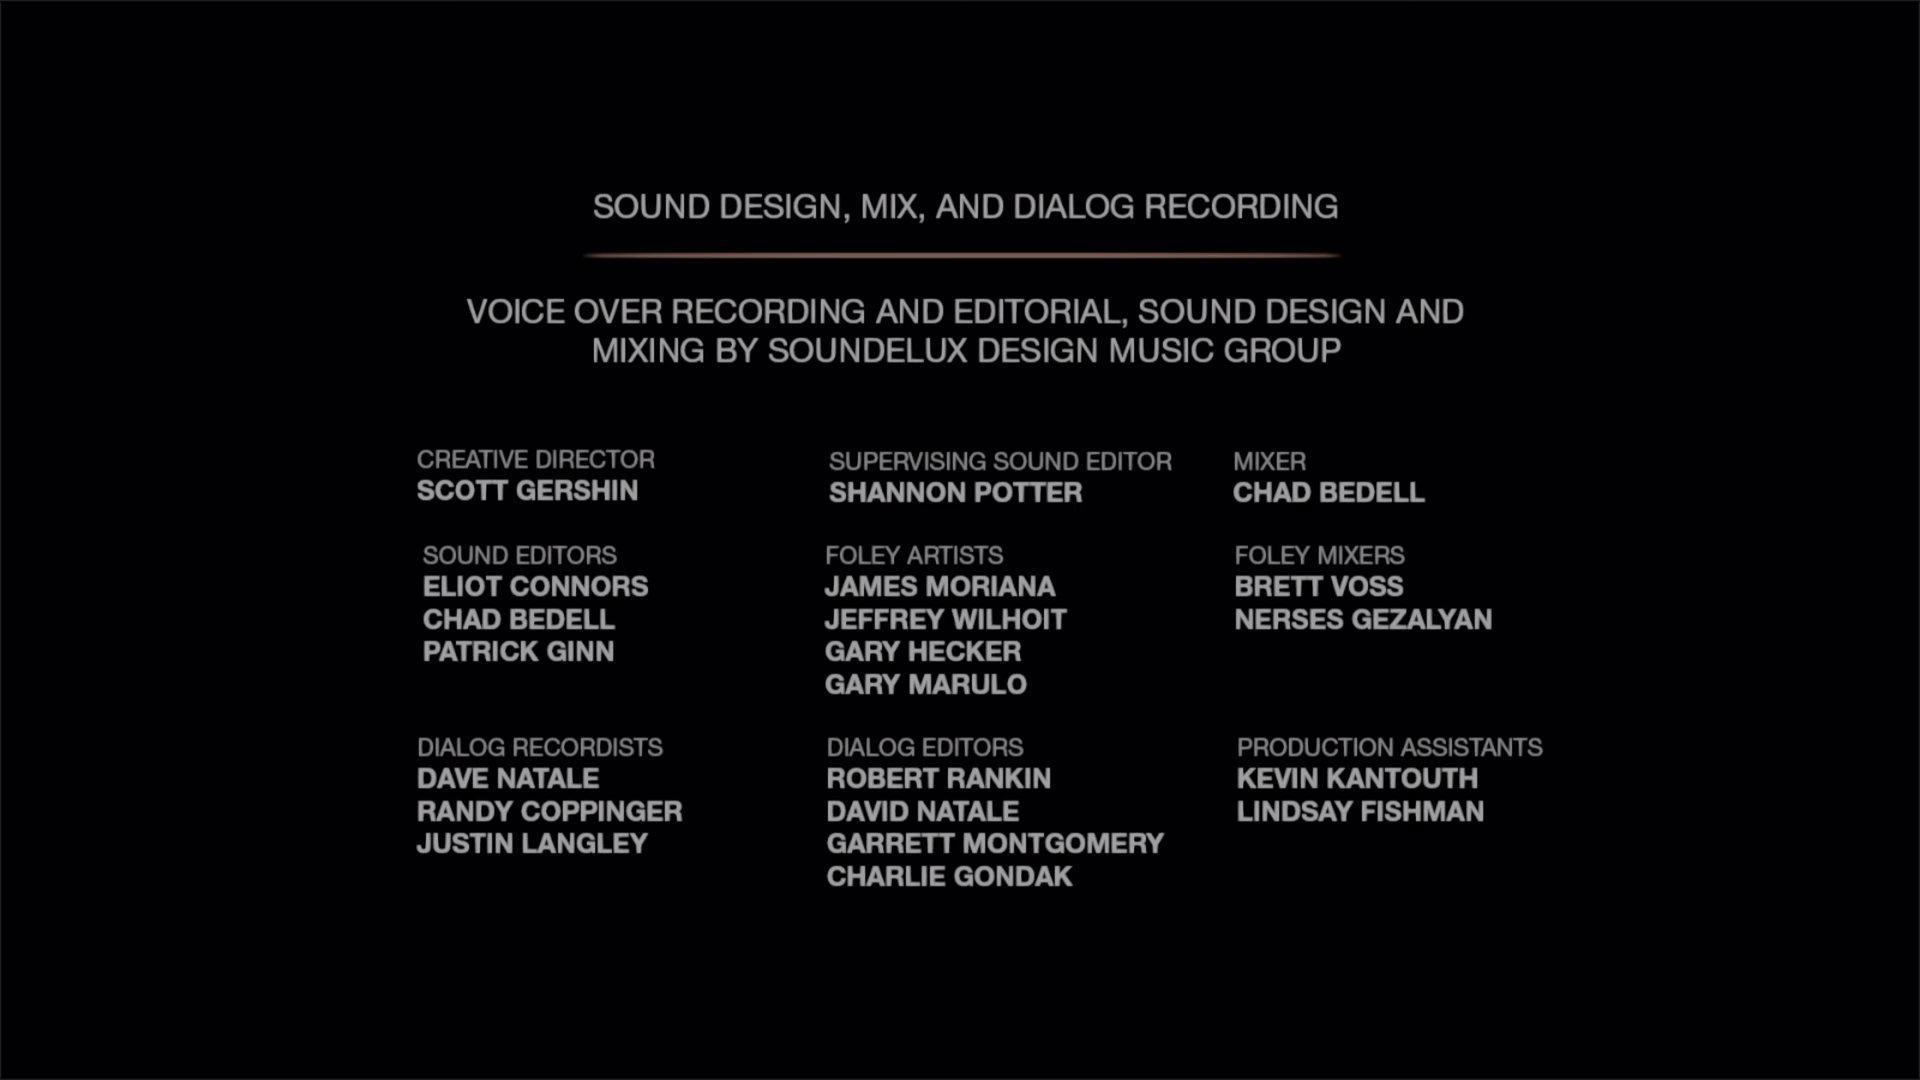 SOUND DESIGN, MIX, AND DIALOG RECORDING
VOICE OVER RECORDING AND EDITORIAL, SOUND DESIGN AND
MIXING BY SOUNDELUX DESIGN MUSIC GROUP
CREATIVE DIRECTOR
SCOTT GERSHIN
SUPERVISING SOUND EDITOR
SHANNON POTTER
MIXER
CHAD BEDELL
SOUND EDITORS
ELIOT CONNORS
CHAD BEDELL
PATRICK GINN
FOLEY ARTISTS
JAMES MORIANA
JEFFREY WILHOIT
GARY HECKER
GARY MARULO
FOLEY MIXERS
BRETT VOSS
NERSES GEZALYAN
DIALOG RECORDISTS
DAVE NATALE
RANDY COPPINGER
JUSTIN LANGLEY
DIALOG EDITORS
ROBERT RANKIN
DAVID NATALE
GARRETT MONTGOMERY
CHARLIE GONDAK
PRODUCTION ASSISTANTS
KEVIN KANTOUTH
LINDSAY FISHMAN